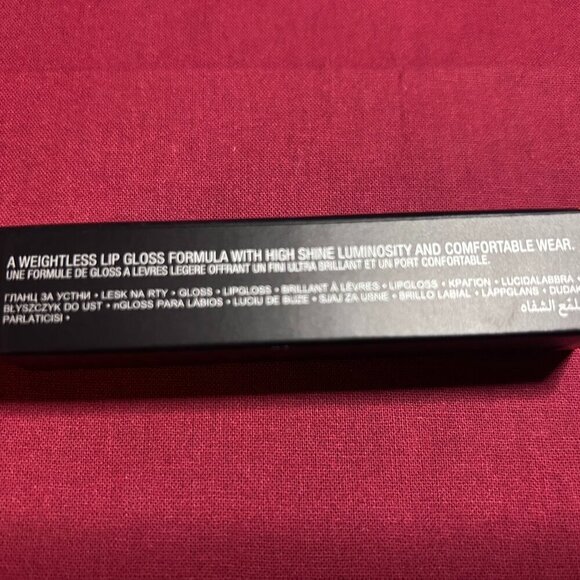 A WEIGHTLESS LIP GLOSS FORMULA WITH HIGH SHINE LUMINOSITY AND COMFORTABLE WEAR.
UNE FORMULE DE GLOSS A LEVRES LEGERE OFFRANT UN FINI ULTRA BRILLANT ET UN PORT CONFORTABLE.
ГЛАНЦ ЗА УСТНИ • LESK NA RTY • GLOSS • LIPGLOSS • BRILLANT À LÈVRES • LIPGLOSS • ΚΡΑΓΙΟΝ • LUCIDALABBRA •
BŁYSZCZYK DO UST • nGLOSS PARA LÁBIOS • LUCIU DE BUZE • SJAJ ZA USNE • BRILLO LABIAL • LÄPPGLANS • DUDAK
PARLATICISI • ملمع الشفاه